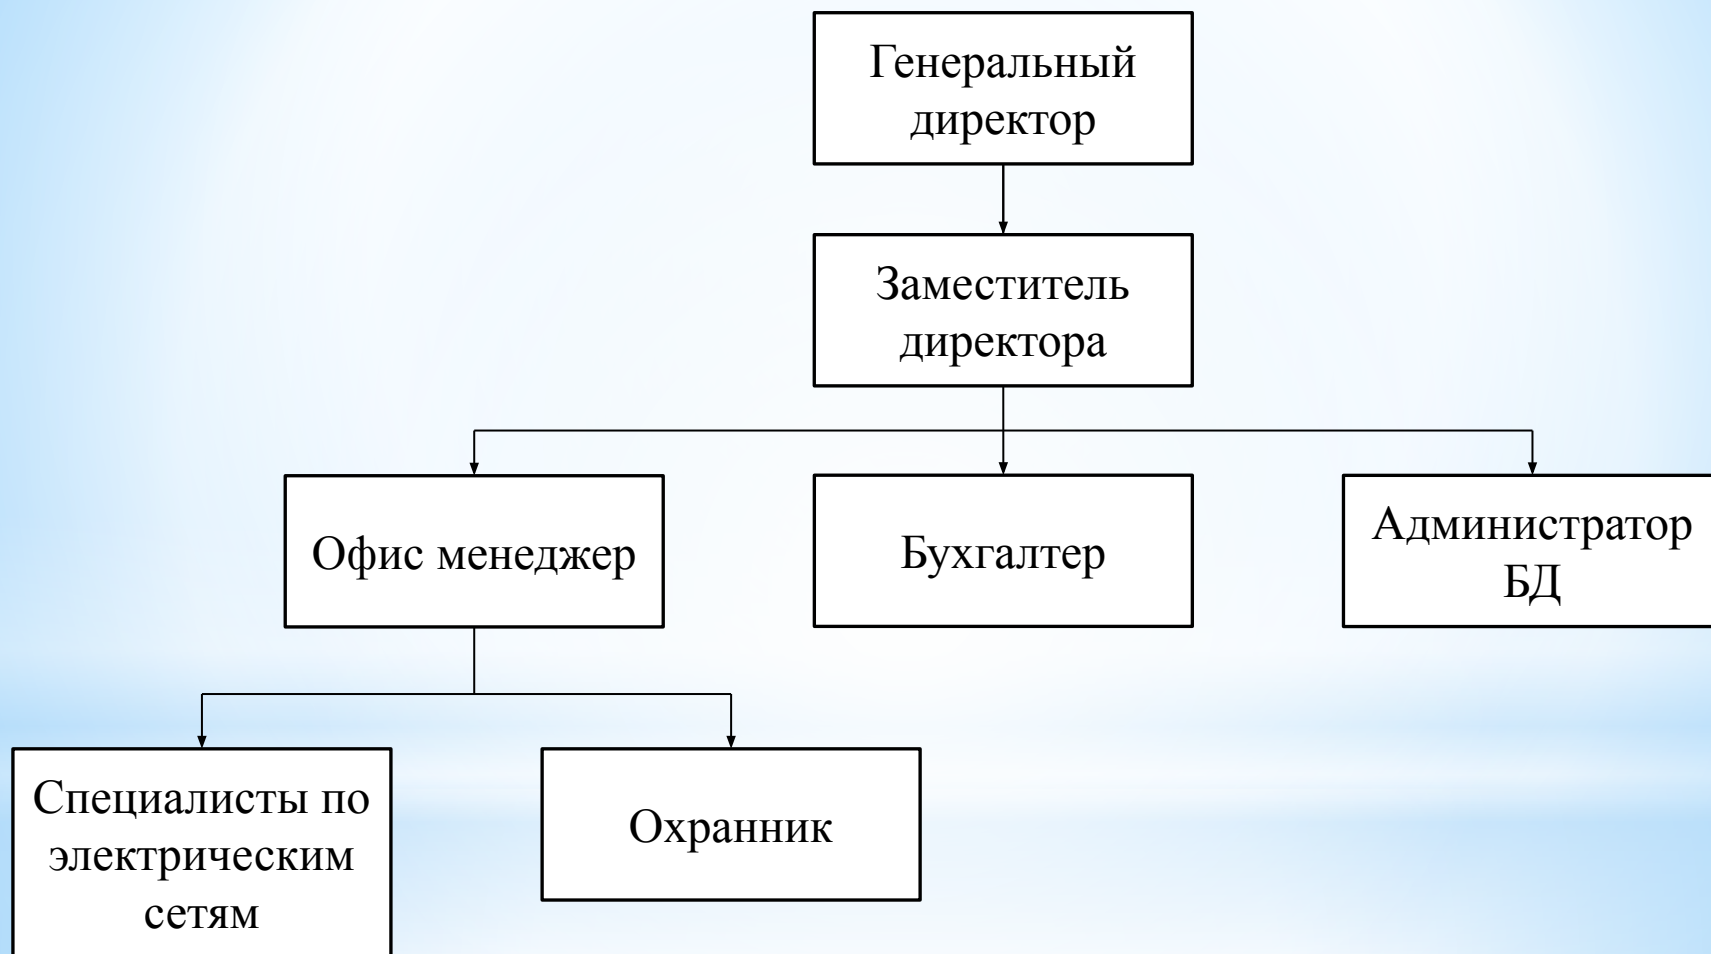 Генеральный
директор
Заместитель
директора
Офис менеджер
Бухгалтер
Администратор
БД
Специалисты по
электрическим
сетям
Охранник